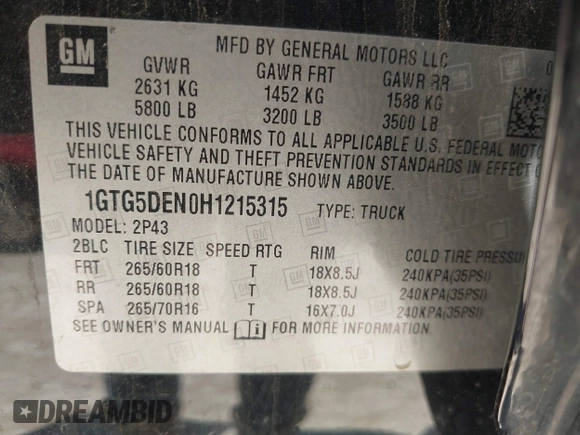 GM
MFD BY GENERAL MOTORS LLC
GVWR GAWR FRT GAWR RR
2631 KG 1452 KG 1588 KG
5800 LB 3200 LB 3500 LB
THIS VEHICLE CONFORMS TO ALL APPLICABLE U.S. FEDERAL MOTO
VEHICLE SAFETY AND THEFT PREVENTION STANDARDS IN EFFECT
THE DATE OF MANUFACTURE SHOWN ABOVE.
1GTG5DEN0H1215315 TYPE: TRUCK
MODEL: 2P43
2BLC TIRE SIZE SPEED RTG RIM COLD TIRE PRESSU
FRT 265/60R18 T 18X8.5J 240KPA(35PSI)
RR 265/60R18 T 18X8.5J 240KPA(35PSI)
SPA 265/70R16 T 16X7.0J 240KPA(35PSI)
SEE OWNER'S MANUAL FOR MORE INFORMATION.
DREAMBID